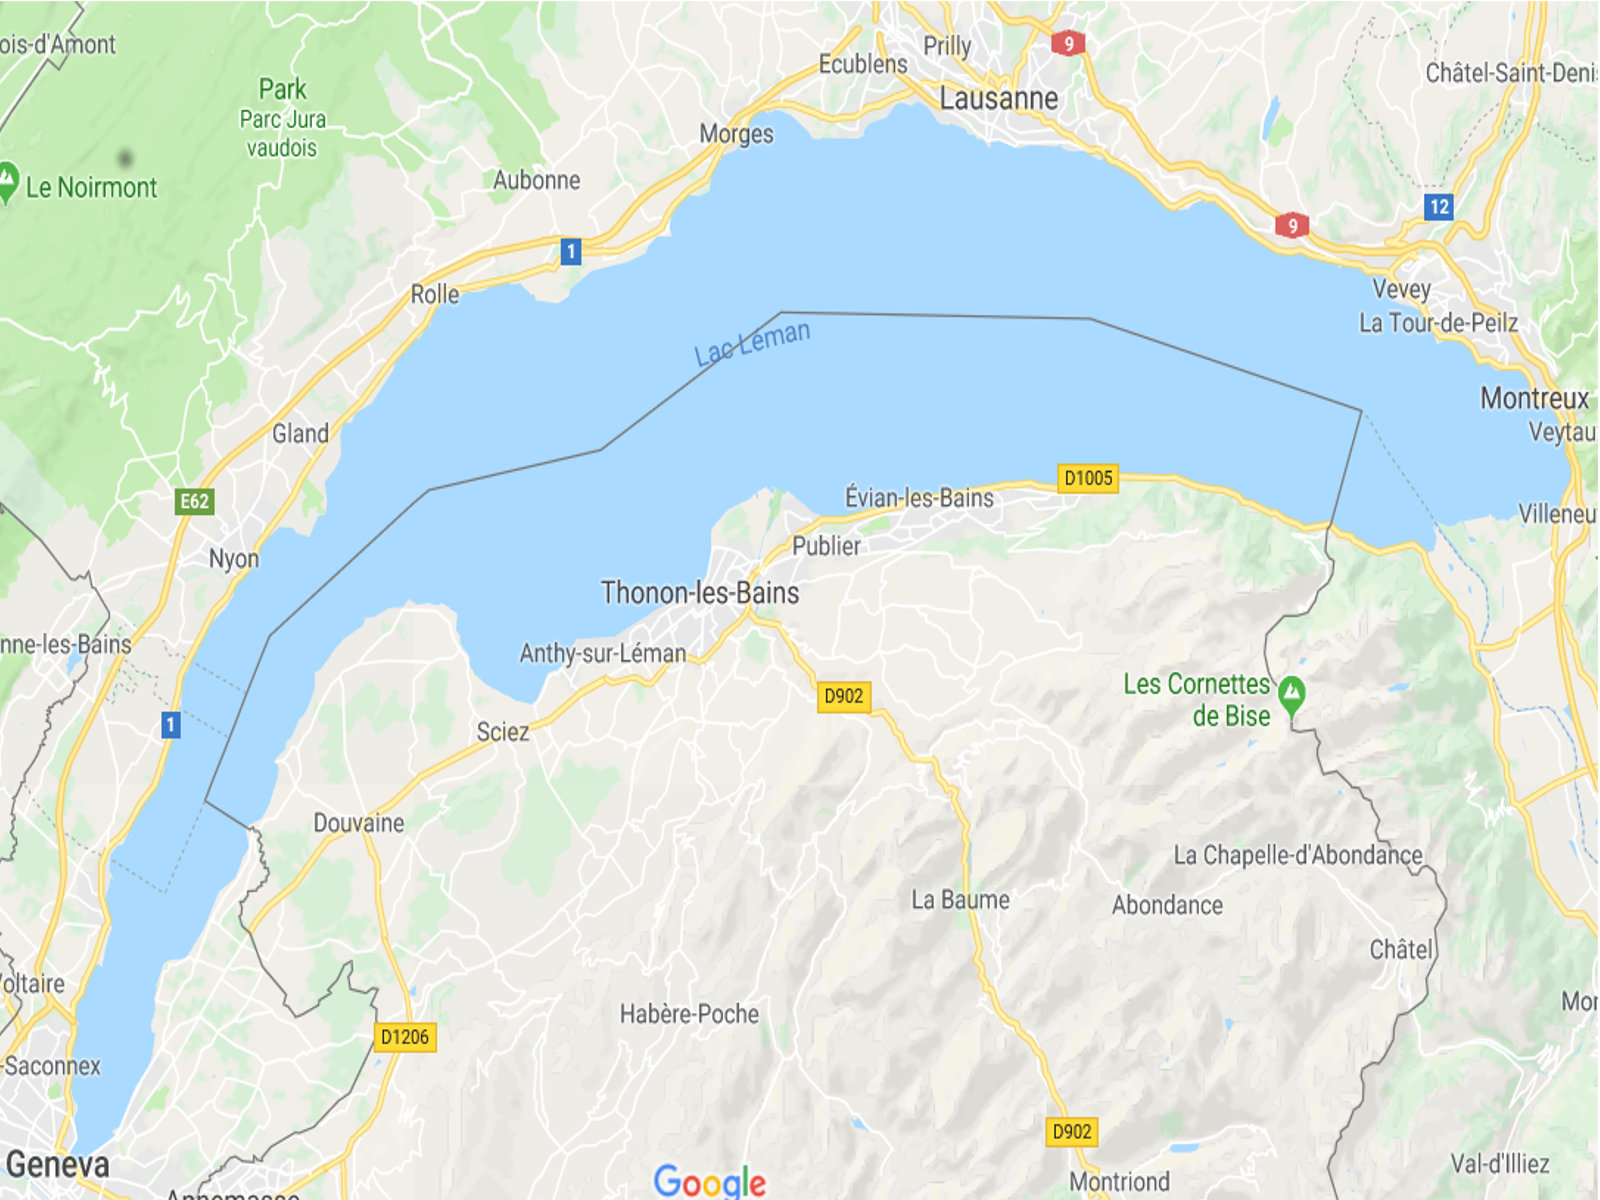 ois-d'Amont
Prilly
9
Ecublens
Châtel-Saint-Denis
Park
Parc Jura
vaudois
Lausanne
Morges
Le Noirmont
Aubonne
12
9
1
Rolle
Vevey
La Tour-de-Peilz
Lac Léman
Montreux
Gland
Veytau
D1005
E62
Évian-les-Bains
Villeneu
Publier
Nyon
Thonon-les-Bains
nne-les-Bains
Anthy-sur-Léman
Les Cornettes
de Bise
D902
1
Sciez
Douvaine
La Chapelle-d'Abondance
La Baume
Abondance
Châtel
oltaire
Mor
Habère-Poche
D1206
-Saconnex
D902
Geneva
Val-d'Illiez
Google
Montriond
Annemasse